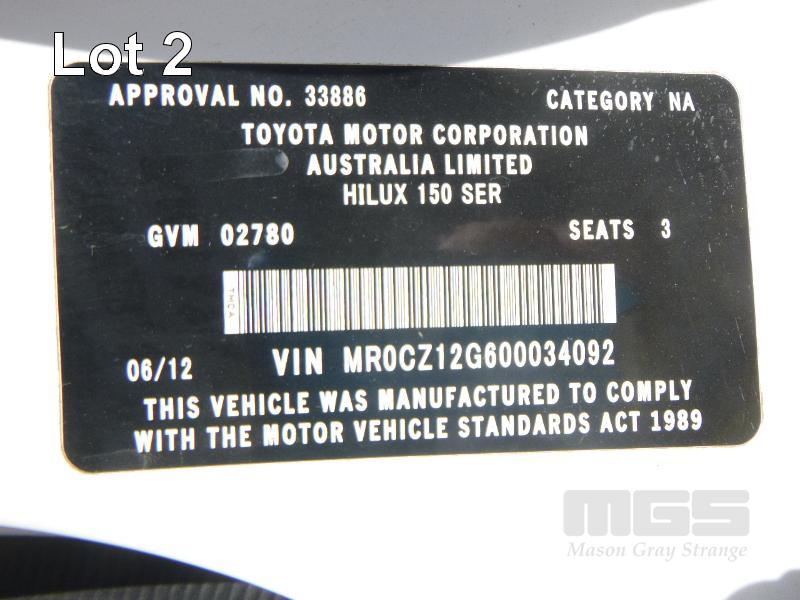 Lot 2
APPROVAL NO. 33886 CATEGORY NA
TOYOTA MOTOR CORPORATION
AUSTRALIA LIMITED
HILUX 150 SER
GVM 02780 SEATS 3
TMCA
06/12 VIN MR0CZ12G600034092
THIS VEHICLE WAS MANUFACTURED TO COMPLY
WITH THE MOTOR VEHICLE STANDARDS ACT 1989
MGS
Mason Gray Strange